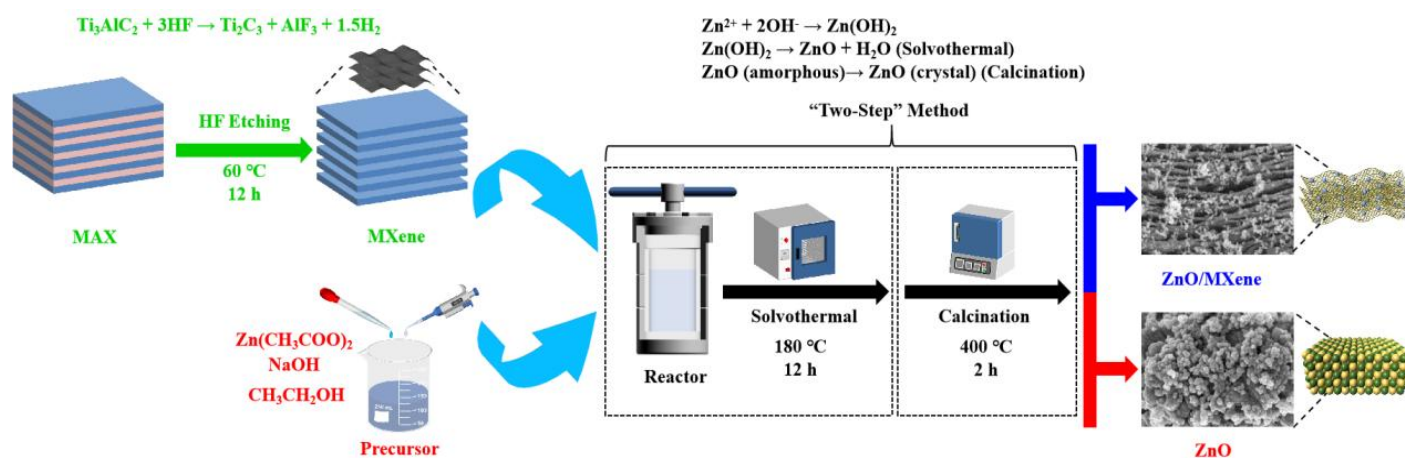 Ti₃AlC₂ + 3HF → Ti₂C₃ + AlF₃ + 1.5H₂
HF Etching
60 ℃
12 h
MAX
MXene
Zn(CH₃COO)₂
NaOH
CH₃CH₂OH
Precursor
Zn²⁺ + 2OH⁻ → Zn(OH)₂
Zn(OH)₂ → ZnO + H₂O (Solvothermal)
ZnO (amorphous)→ ZnO (crystal) (Calcination)
“Two-Step” Method
Reactor
Solvothermal
180 ℃
12 h
Calcination
400 ℃
2 h
ZnO/MXene
ZnO